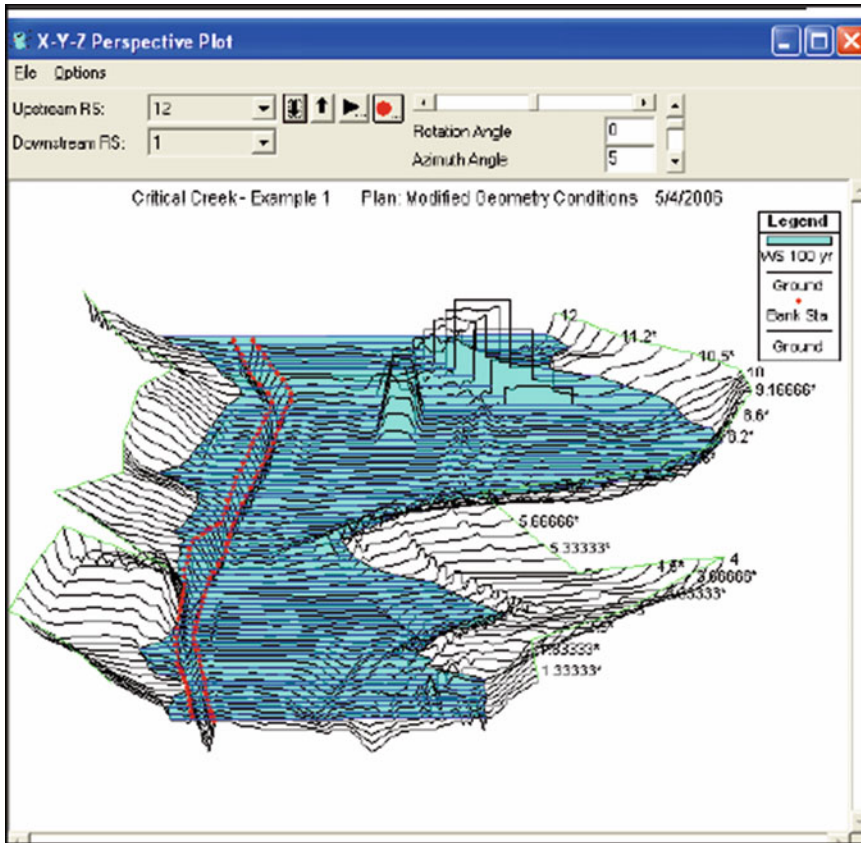 X-Y-Z Perspective Plot
File Options
Upstream RS: 12
Downstream RS: 1
Rotation Angle 0
Azimuth Angle 5
Critical Creek - Example 1 Plan: Modified Geometry Conditions 5/4/2006
Legend
WS 100 yr
Ground
Bank Sta
Ground
12
11.2*
10.5*
10
9.16666*
8.6*
8.2*
5.66666*
5.33333*
4
3.66666*
1.33333*